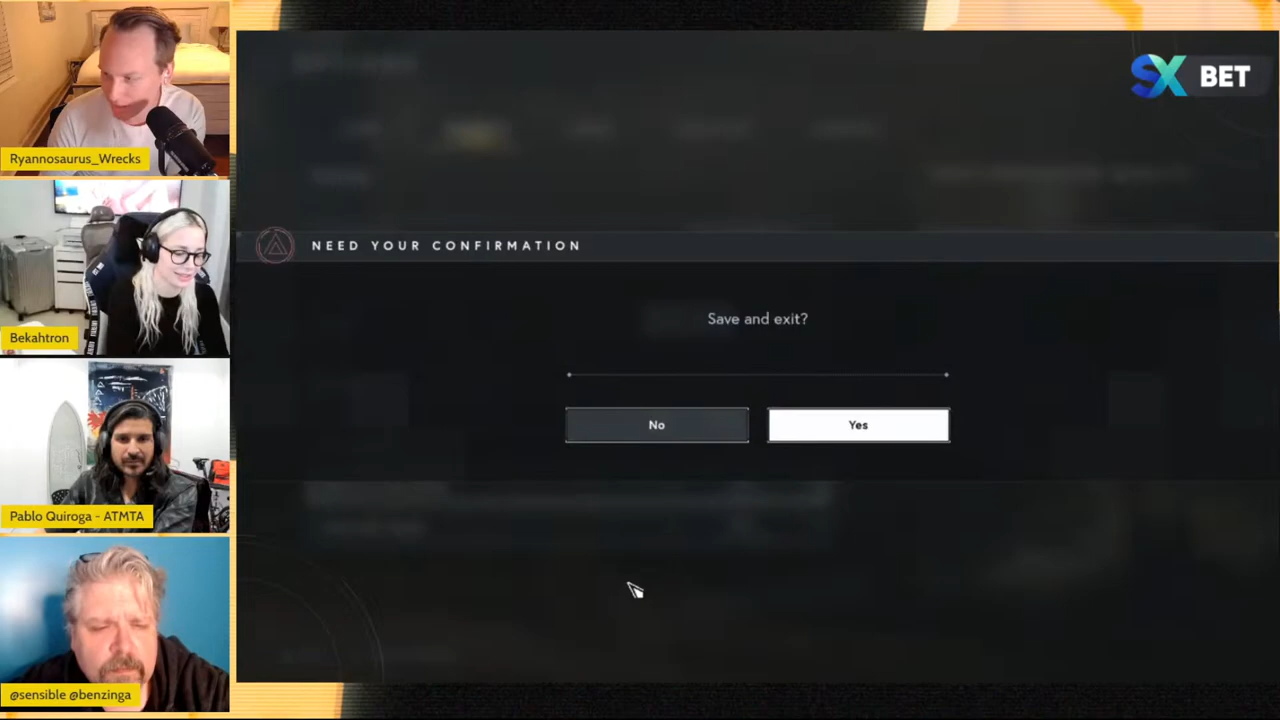 SX BET
Ryannosaurus_Wrecks
NEED YOUR CONFIRMATION
Save and exit?
Bekahtron
No
Yes
Pablo Quiroga - ATMTA
@sensible @benzinga